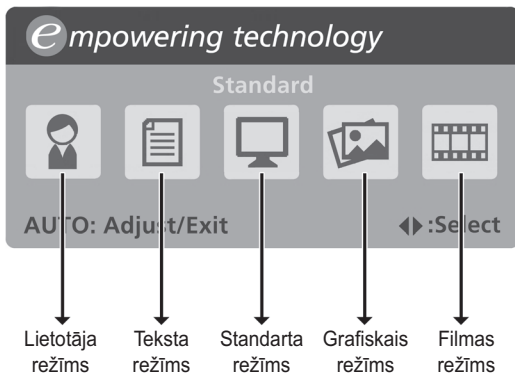 empowering technology
Standard
AUTO: Adjust/Exit ◀▶:Select
Lietotāja režīms
Teksta režīms
Standarta režīms
Grafiskais režīms
Filmas režīms